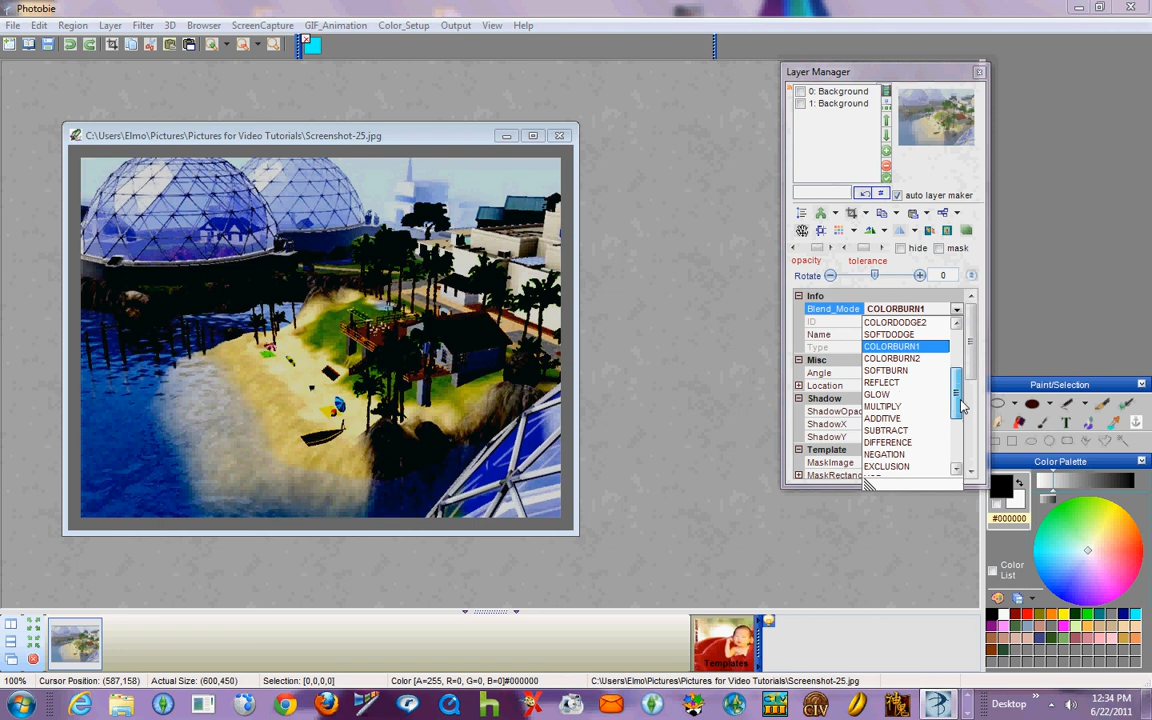 Photobie
File Edit Region Layer Filter 3D Browser ScreenCapture GIF_Animation Color_Setup Output View Help
Layer Manager
0: Background
1: Background
C:\Users\Elmo\Pictures\Pictures for Video Tutorials\Screenshot-25.jpg
auto layer maker
hide mask
opacity tolerance
Rotate 0
Info
Blend_Mode COLORBURN1
ID COLORDODGE2
Name SOFTDODGE
Type COLORBURN1
Misc COLORBURN2
Angle SOFTBURN
Location REFLECT
Shadow GLOW
ShadowOpac MULTIPLY
ShadowX ADDITIVE
ShadowY SUBTRACT
DIFFERENCE
Template NEGATION
MaskImage EXCLUSION
MaskRectang
Paint/Selection
T
Color Palette
#000000
Color
List
Templates
100% Cursor Position: (587,158) Actual Size: (600,450) Selection: [0,0,0,0] Color [A=255, R=0, G=0, B=0]#000000 C:\Users\Elmo\Pictures\Pictures for Video Tutorials\Screenshot-25.jpg
h CIV Desktop 12:34 PM
6/22/2011